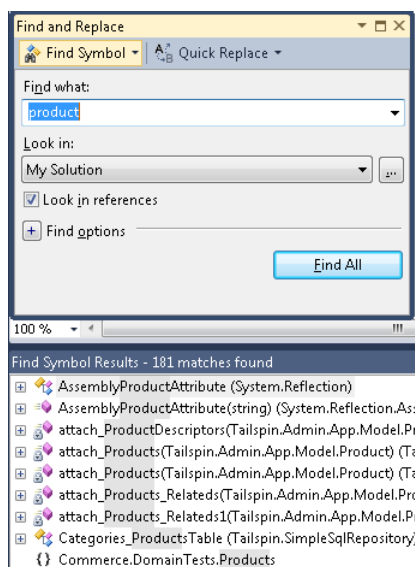 Find and Replace
Find Symbol Quick Replace
Find what:
product
Look in:
My Solution
...
Look in references
Find options
Find All
100 %
Find Symbol Results - 181 matches found
AssemblyProductAttribute (System.Reflection)
AssemblyProductAttribute(string) (System.Reflection.Ass
attach_ProductDescriptors(Tailspin.Admin.App.Model.Pr
attach_Products(Tailspin.Admin.App.Model.Product) (Ta
attach_Products(Tailspin.Admin.App.Model.Product) (Ta
attach_Products_Relateds(Tailspin.Admin.App.Model.Pro
attach_Products_Relateds1(Tailspin.Admin.App.Model.P
Categories_ProductsTable (Tailspin.SimpleSqlRepository)
{} Commerce.DomainTests.Products